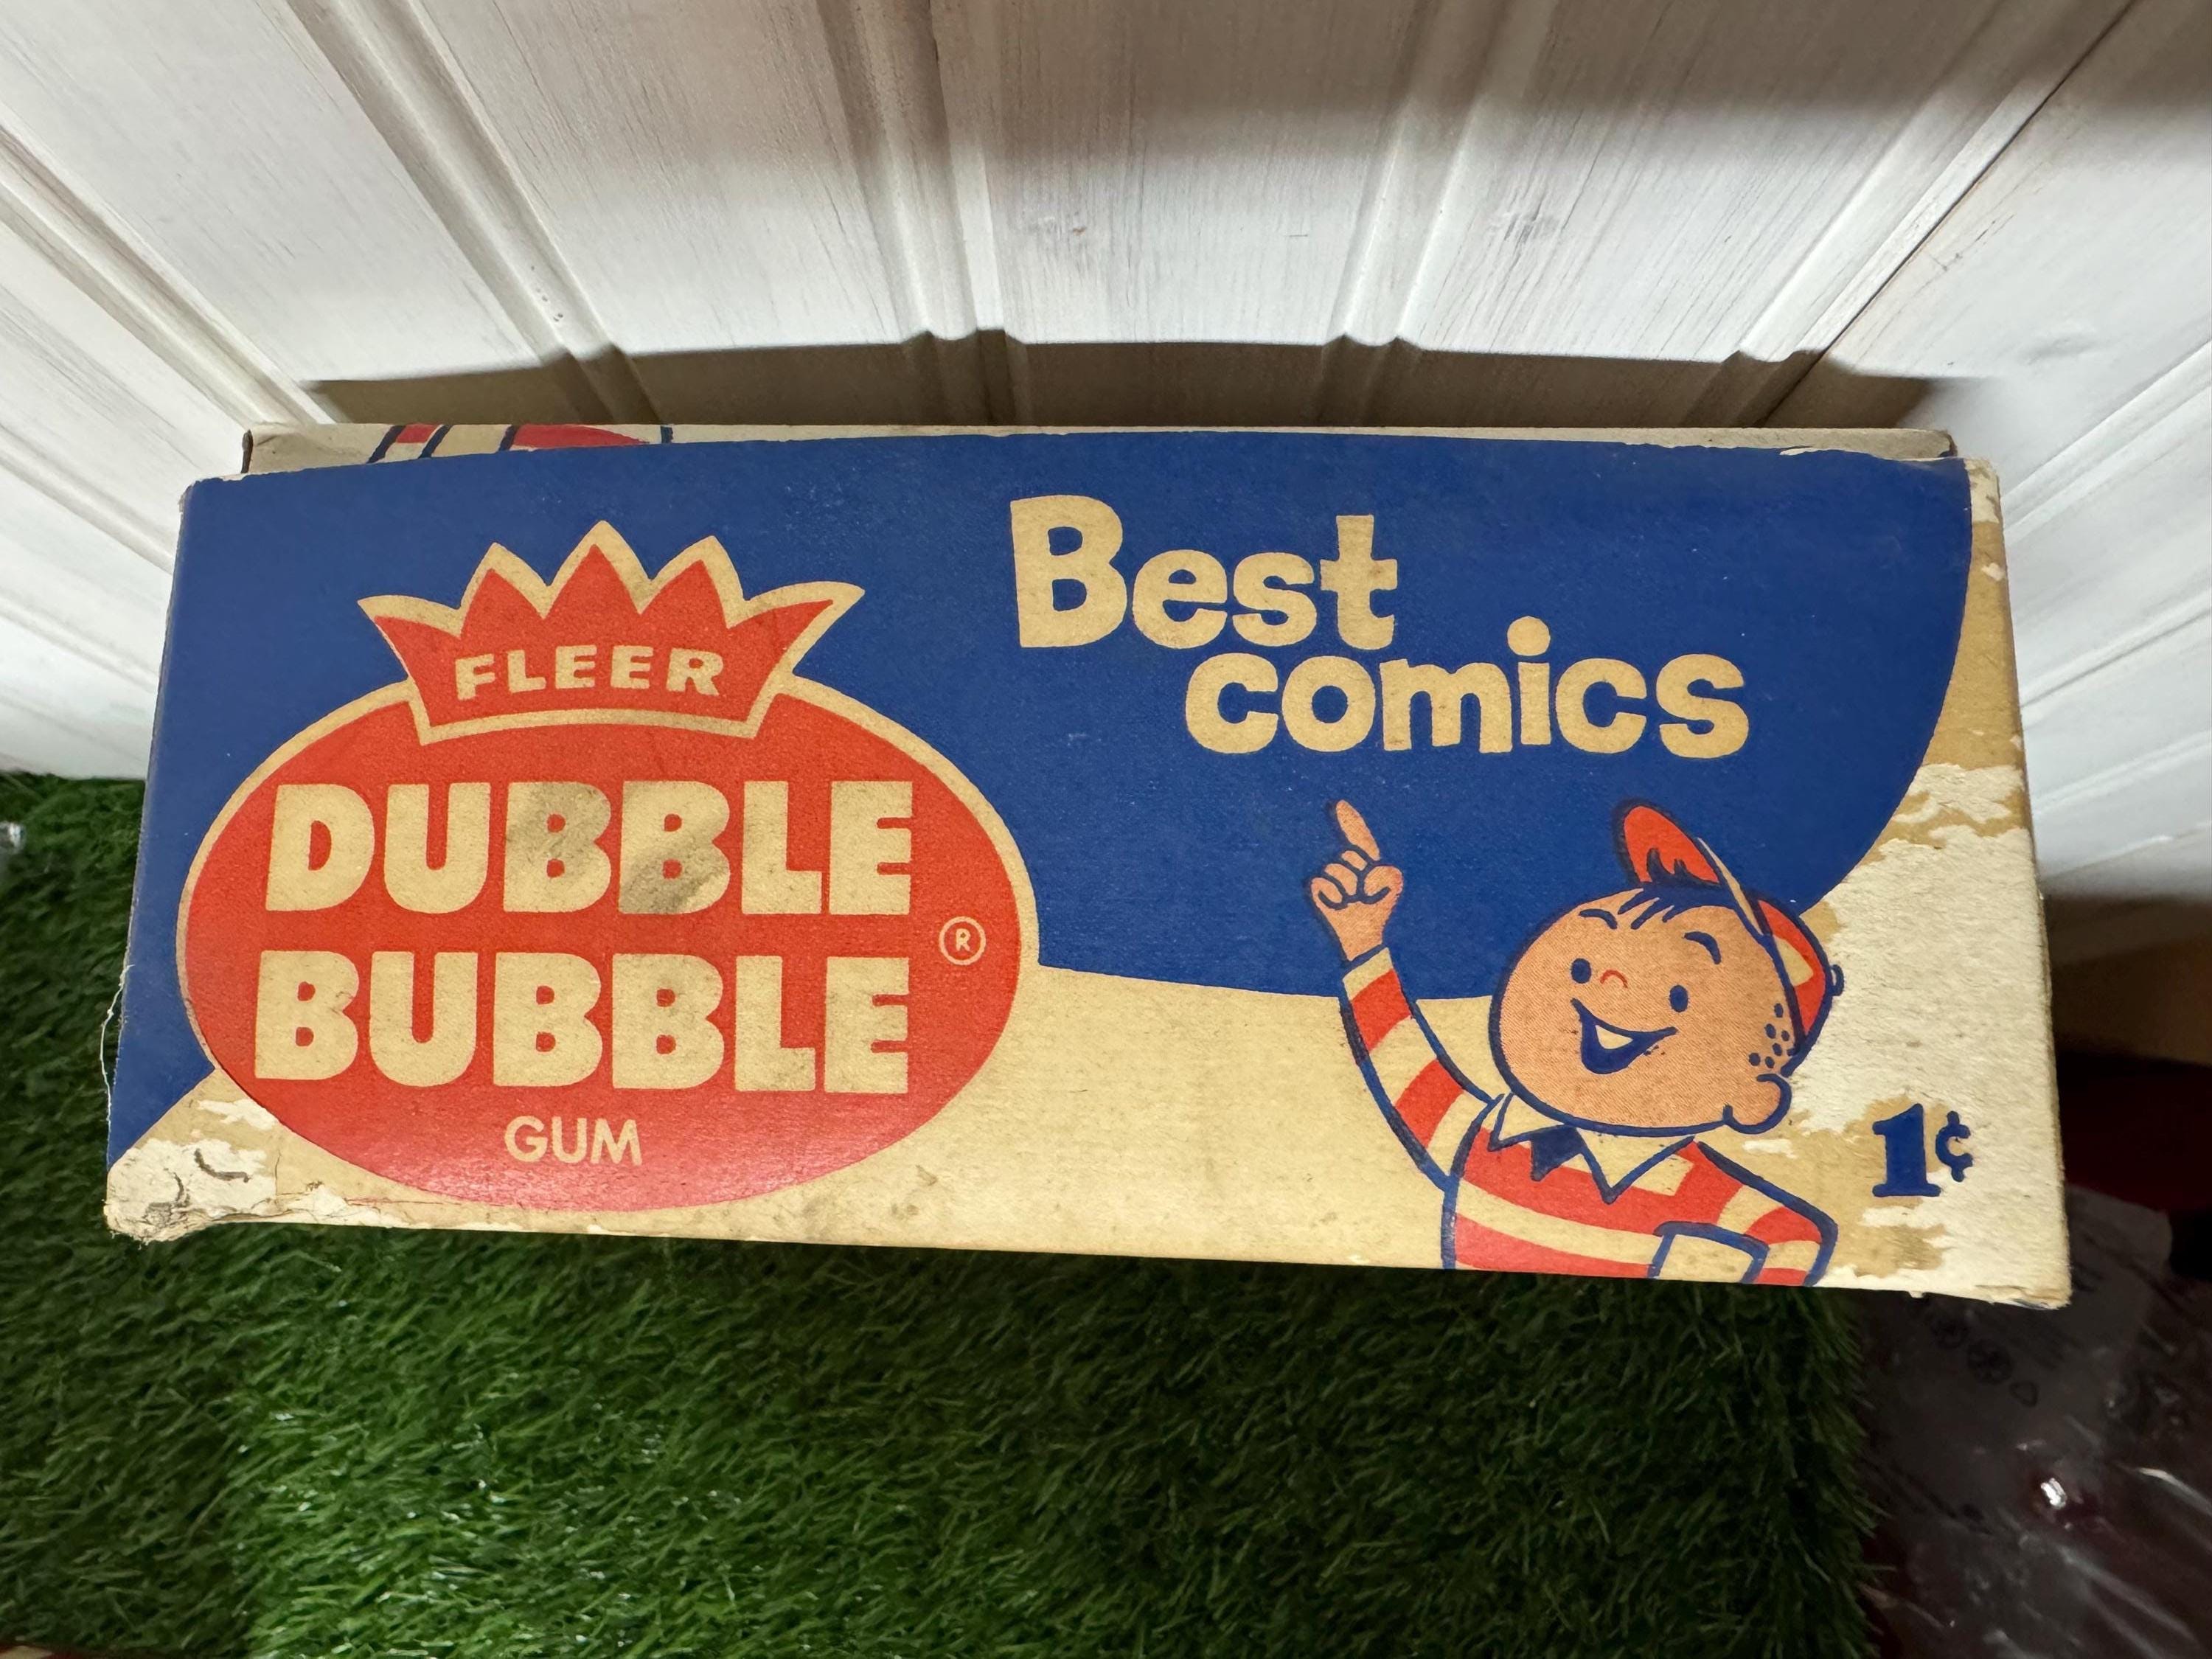 FLEER
DUBBLE
BUBBLE
®
GUM
Best
comics
1¢